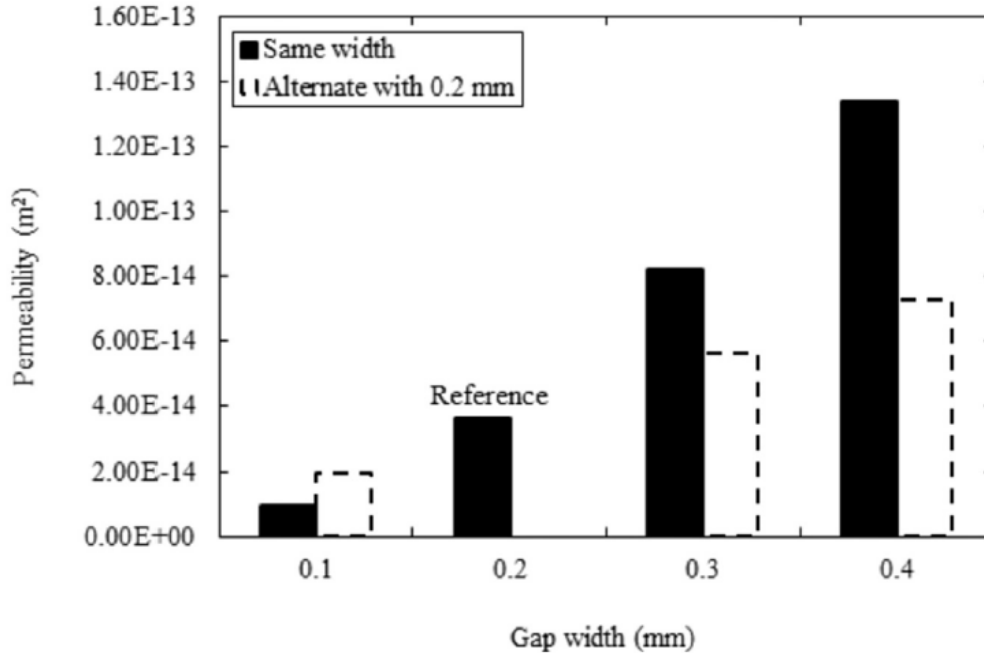 1.60E-13
1.40E-13
1.20E-13
1.00E-13
8.00E-14
6.00E-14
4.00E-14
2.00E-14
0.00E+00
Permeability (m²)
Same width
Alternate with 0.2 mm
Reference
0.1 0.2 0.3 0.4
Gap width (mm)